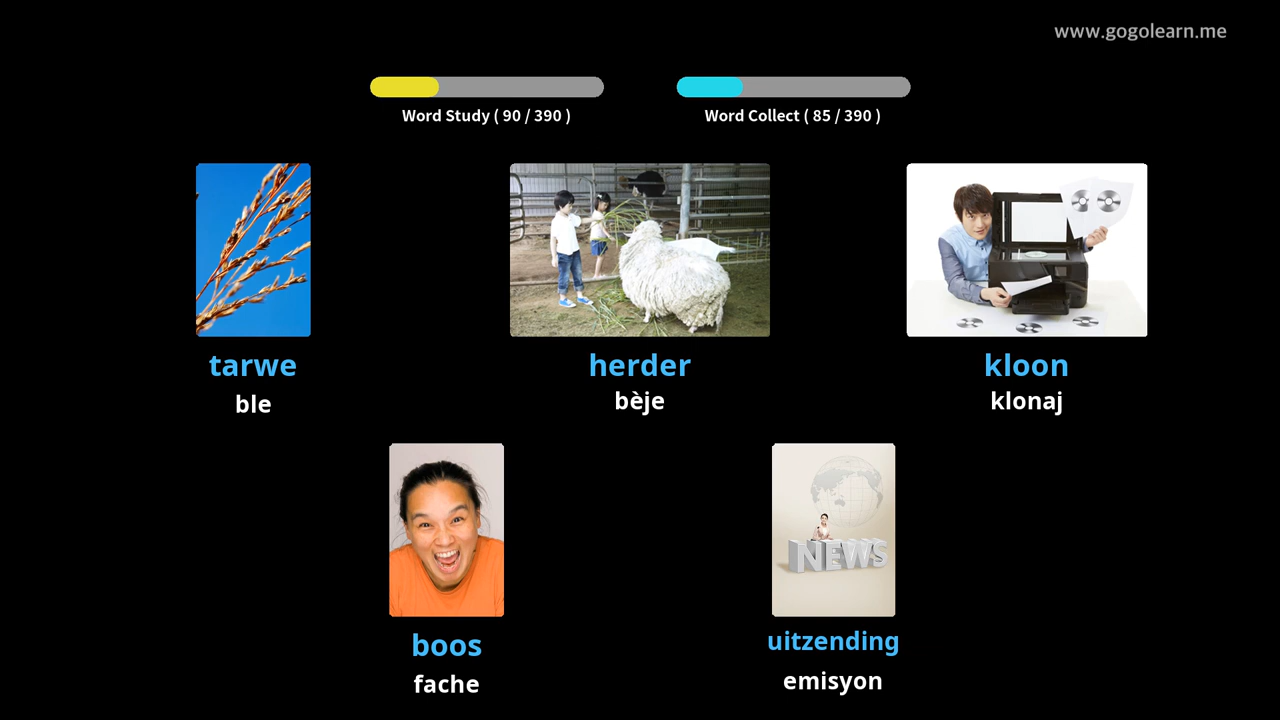 www.gogolearn.me
Word Study ( 90 / 390 )
Word Collect ( 85 / 390 )
tarwe
ble
herder
bèje
kloon
klonaj
boos
fache
NEWS
uitzending
emisyon